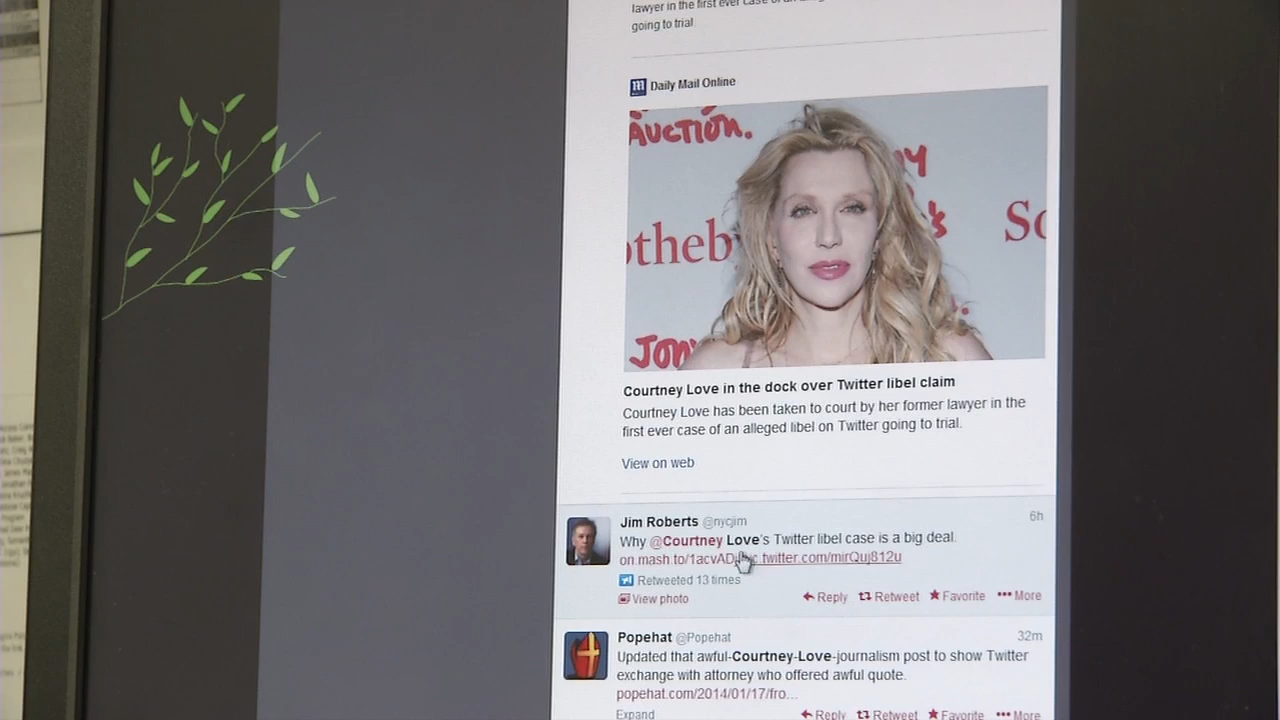 lawyer in the first ever case of an
going to trial.
Daily Mail Online
AUCTION.
otheb
So
JONY
Courtney Love in the dock over Twitter libel claim
Courtney Love has been taken to court by her former lawyer in the
first ever case of an alleged libel on Twitter going to trial.
View on web
Jim Roberts @nycjim
6h
Why @Courtney Love's Twitter libel case is a big deal.
twitter.com/mirQuj812u
Retweeted 13 times
View photo
Reply Retweet Favorite More
Popehat @Popehat
32m
Updated that awful-Courtney-Love-journalism post to show Twitter
exchange with attorney who offered awful quote.
popehat.com/2014/01/17/fro...
Expand
Reply Retweet Favorite More